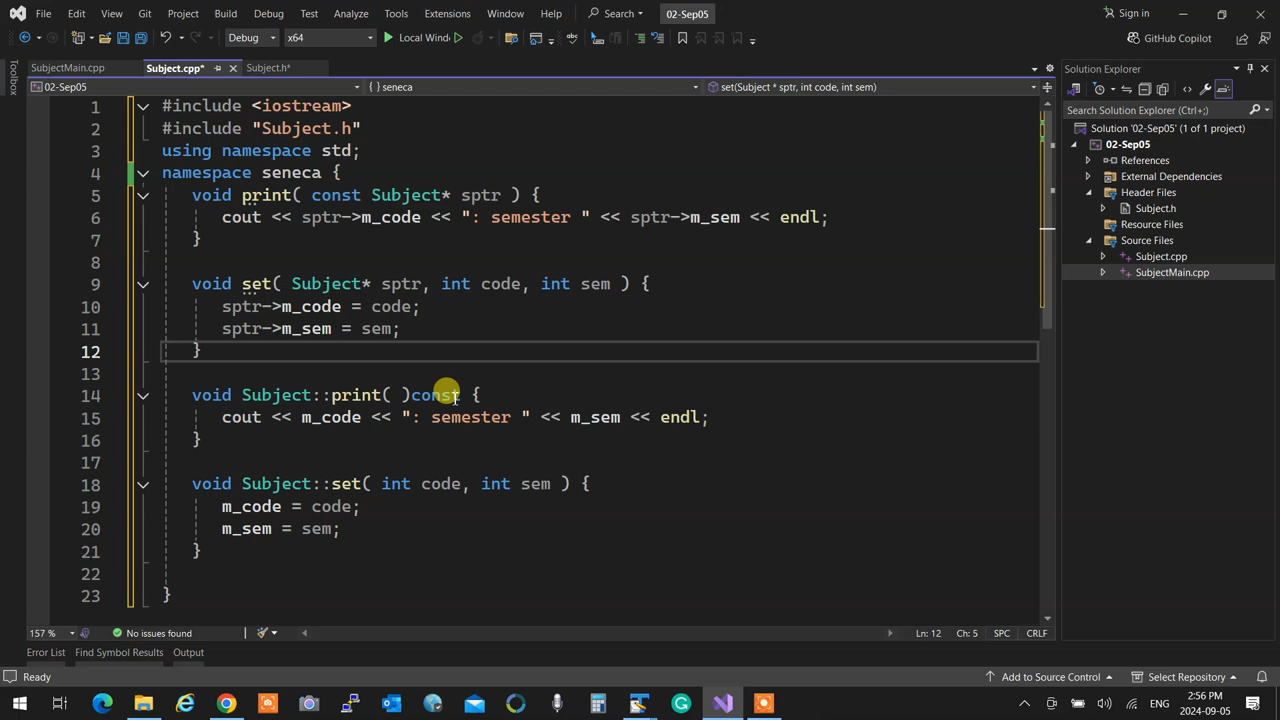 File Edit View Git Project Build Debug Test Analyze Tools Extensions Window Help Search 02-Sep05 Sign in
Debug x64 Local Wind GitHub Copilot
Toolbox
SubjectMain.cpp Subject.cpp* Subject.h*
02-Sep05 { } seneca set(Subject * sptr, int code, int sem)
1 #include <iostream>
2 #include "Subject.h"
3 using namespace std;
4 namespace seneca {
5 void print( const Subject* sptr ) {
6 cout << sptr->m_code << ": semester " << sptr->m_sem << endl;
7 }
8
9 void set( Subject* sptr, int code, int sem ) {
10 sptr->m_code = code;
11 sptr->m_sem = sem;
12 }
13
14 void Subject::print( )const {
15 cout << m_code << ": semester " << m_sem << endl;
16 }
17
18 void Subject::set( int code, int sem ) {
19 m_code = code;
20 m_sem = sem;
21 }
22
23 }
157 % No issues found Ln: 12 Ch: 5 SPC CRLF
Error List Find Symbol Results Output
Ready Add to Source Control Select Repository
Solution Explorer
Search Solution Explorer (Ctrl+;)
Solution '02-Sep05' (1 of 1 project)
02-Sep05
References
External Dependencies
Header Files
Subject.h
Resource Files
Source Files
Subject.cpp
SubjectMain.cpp
ENG 2:56 PM
2024-09-05